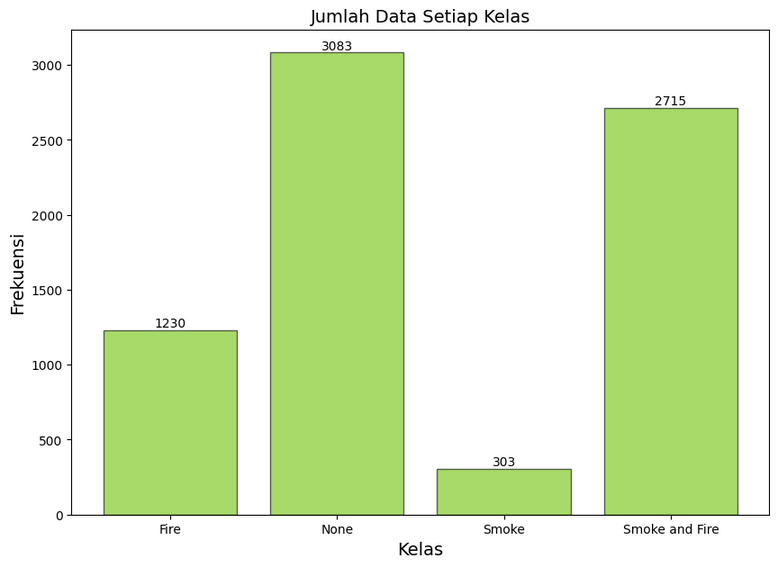 Jumlah Data Setiap Kelas
Frekuensi
3000
2500
2000
1500
1000
500
0
1230
3083
303
2715
Fire
None
Smoke
Smoke and Fire
Kelas